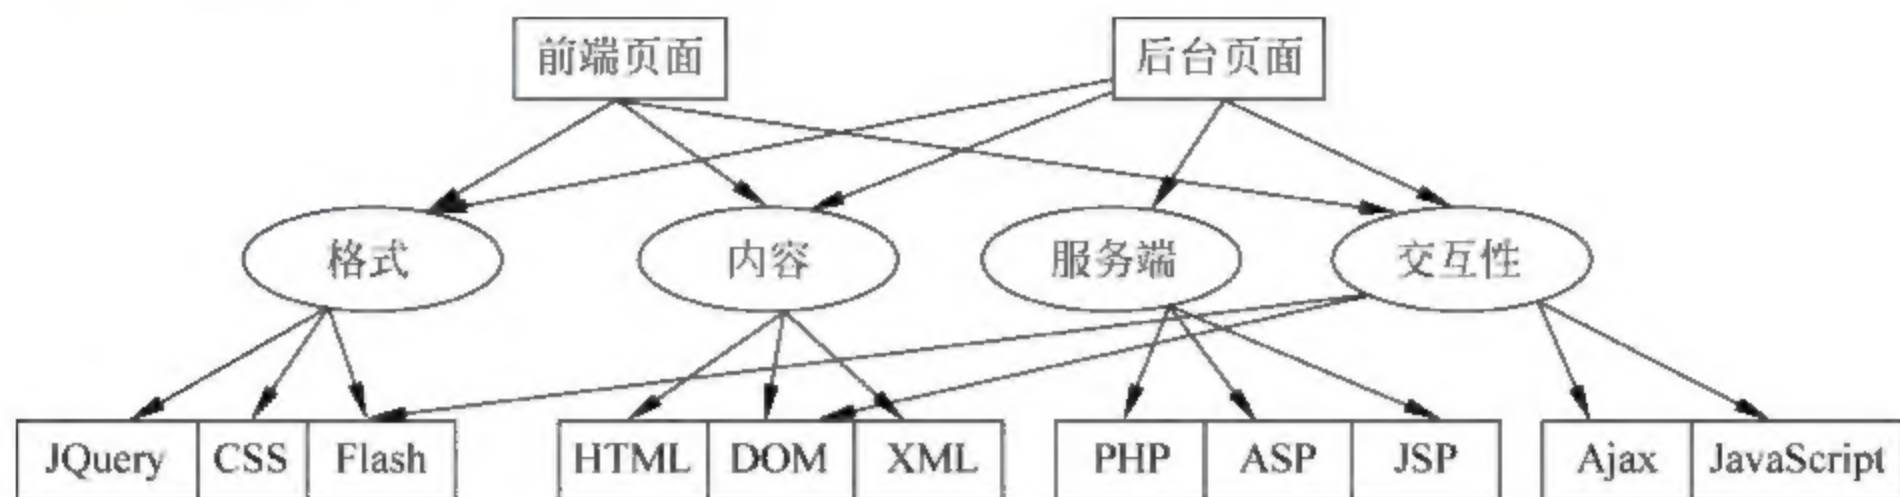 前端页面
后台页面
格式
内容
服务端
交互性
JQuery
CSS
Flash
HTML
DOM
XML
PHP
ASP
JSP
Ajax
JavaScript